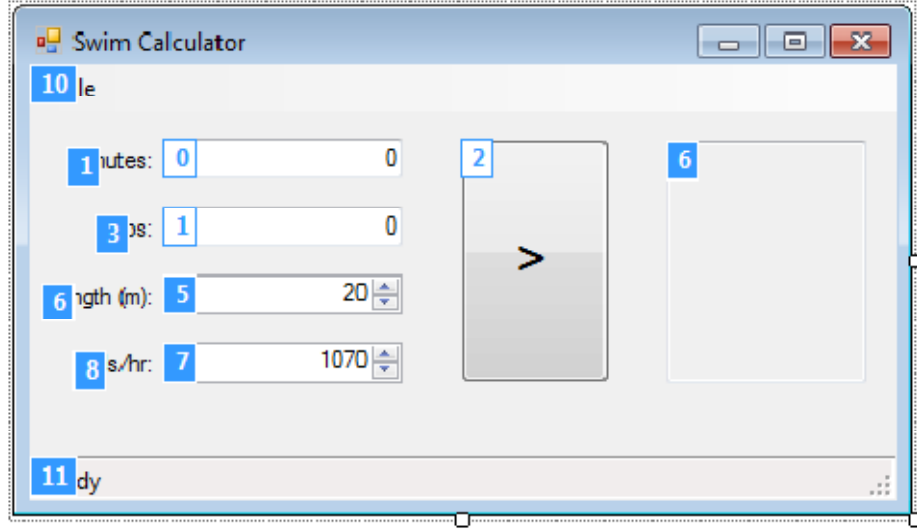 Swim Calculator
10 le
1 nutes: 0 0 2 6
3 ps: 1 0
>
6 ngth (m): 5 20
8 s/hr: 7 1070
11 dy